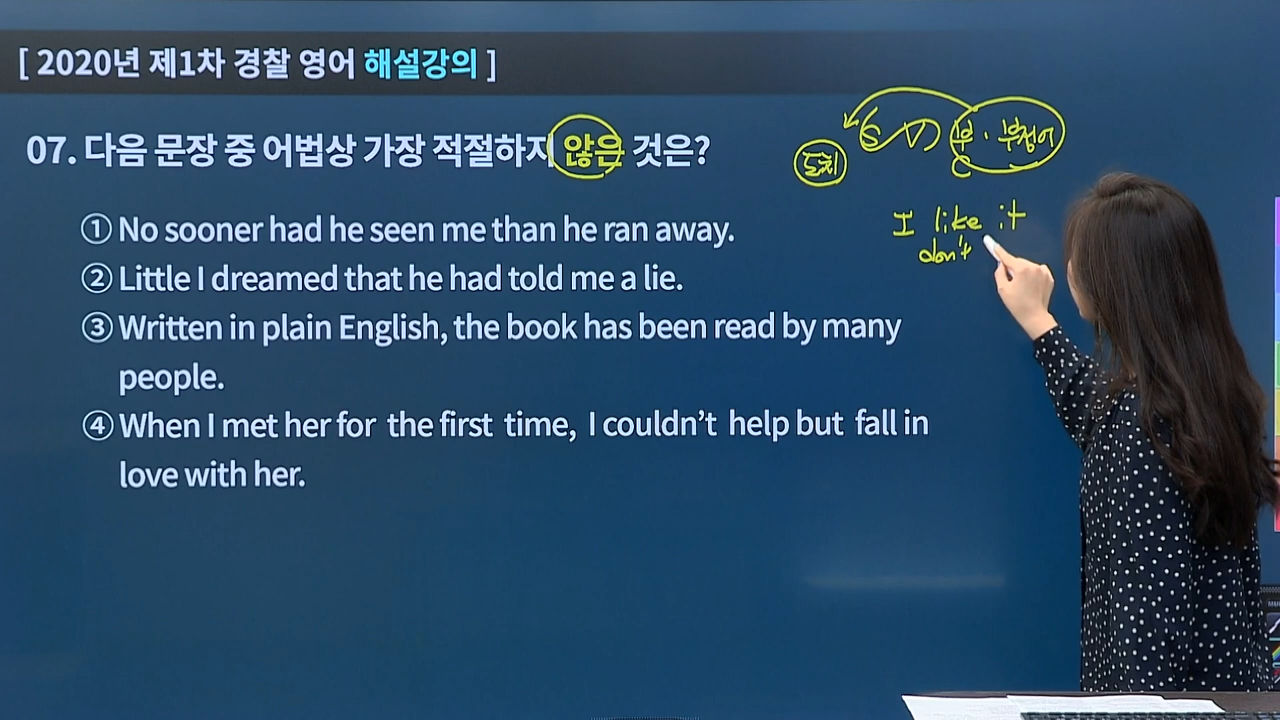 [ 2020년 제1차 경찰 영어 해설강의 ]
07. 다음 문장 중 어법상 가장 적절하지 않은 것은?
① No sooner had he seen me than he ran away.
② Little I dreamed that he had told me a lie.
③ Written in plain English, the book has been read by many
people.
④ When I met her for the first time, I couldn't help but fall in
love with her.
도치
부·부정어
C
I like it
don't